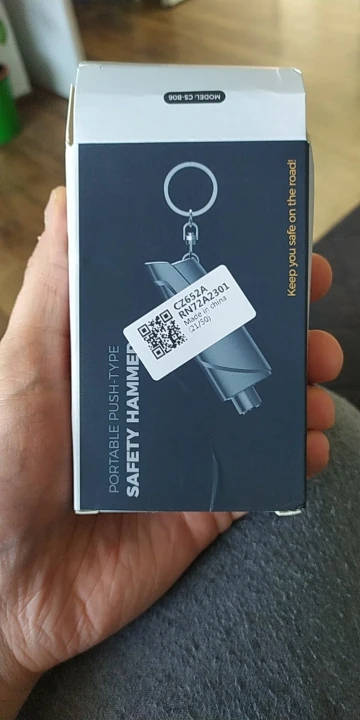 MODEL: CS-B06
Keep you safe on the road!
CZ652A
RN72A2301
Made in china
(21/50)
PORTABLE PUSH-TYPE
SAFETY HAMMER